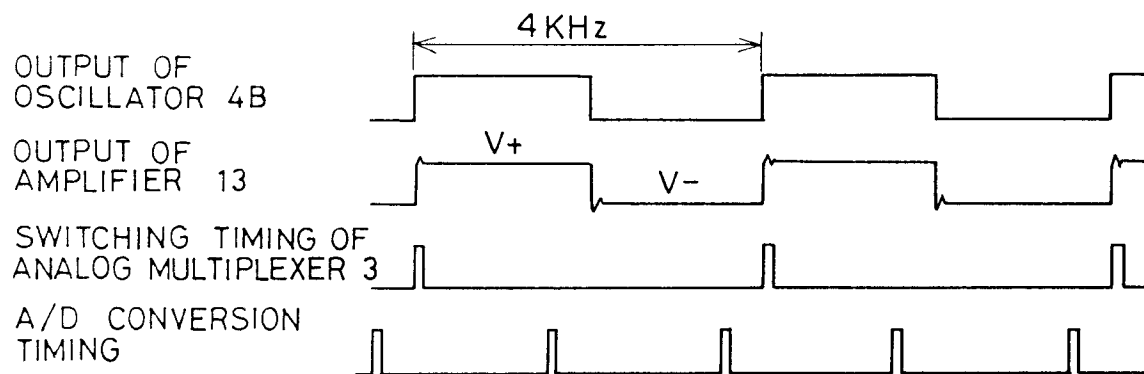 4KHz
OUTPUT OF
OSCILLATOR 4B
OUTPUT OF
AMPLIFIER 13
V+
V-
SWITCHING TIMING OF
ANALOG MULTIPLEXER 3
A/D CONVERSION
TIMING